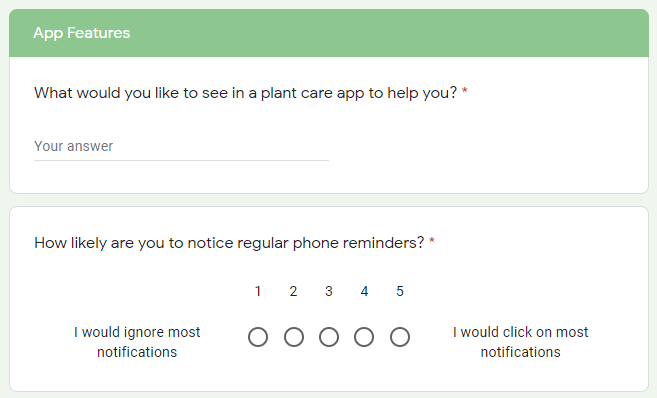 App Features
What would you like to see in a plant care app to help you? *
Your answer
How likely are you to notice regular phone reminders? *
1 2 3 4 5
I would ignore most
notifications
I would click on most
notifications